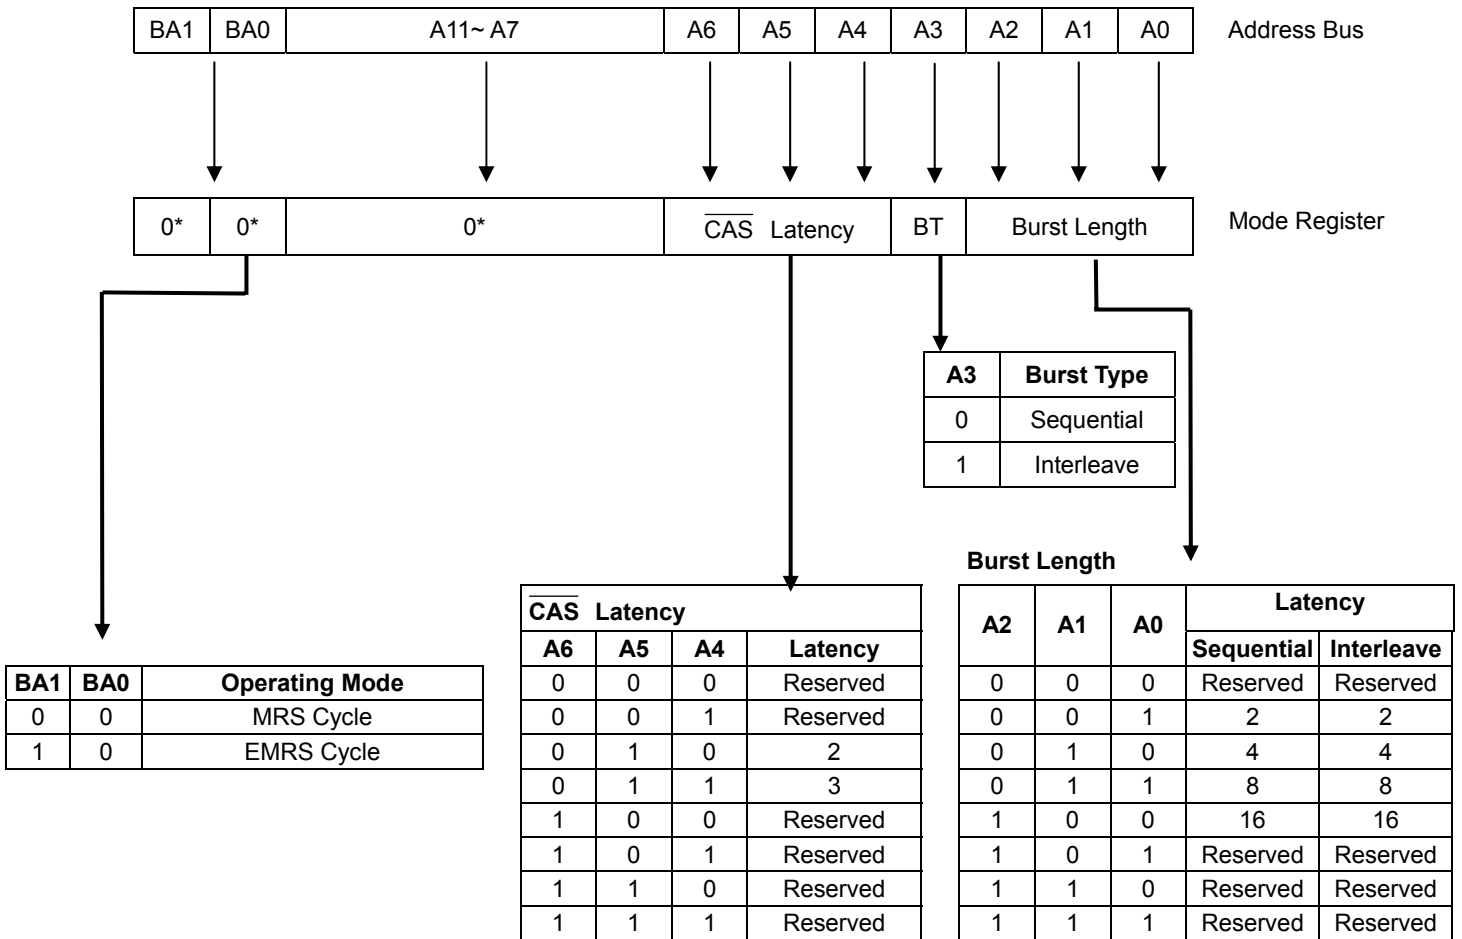 BA1 BA0 A11~ A7 A6 A5 A4 A3 A2 A1 A0 Address Bus
0* 0* 0* CAS Latency BT Burst Length Mode Register
A3 Burst Type
0 Sequential
1 Interleave
BA1 BA0 Operating Mode
0 0 MRS Cycle
1 0 EMRS Cycle
CAS Latency
A6 A5 A4 Latency
0 0 0 Reserved
0 0 1 Reserved
0 1 0 2
0 1 1 3
1 0 0 Reserved
1 0 1 Reserved
1 1 0 Reserved
1 1 1 Reserved
Burst Length
A2 A1 A0 Latency
Sequential Interleave
0 0 0 Reserved Reserved
0 0 1 2 2
0 1 0 4 4
0 1 1 8 8
1 0 0 16 16
1 0 1 Reserved Reserved
1 1 0 Reserved Reserved
1 1 1 Reserved Reserved